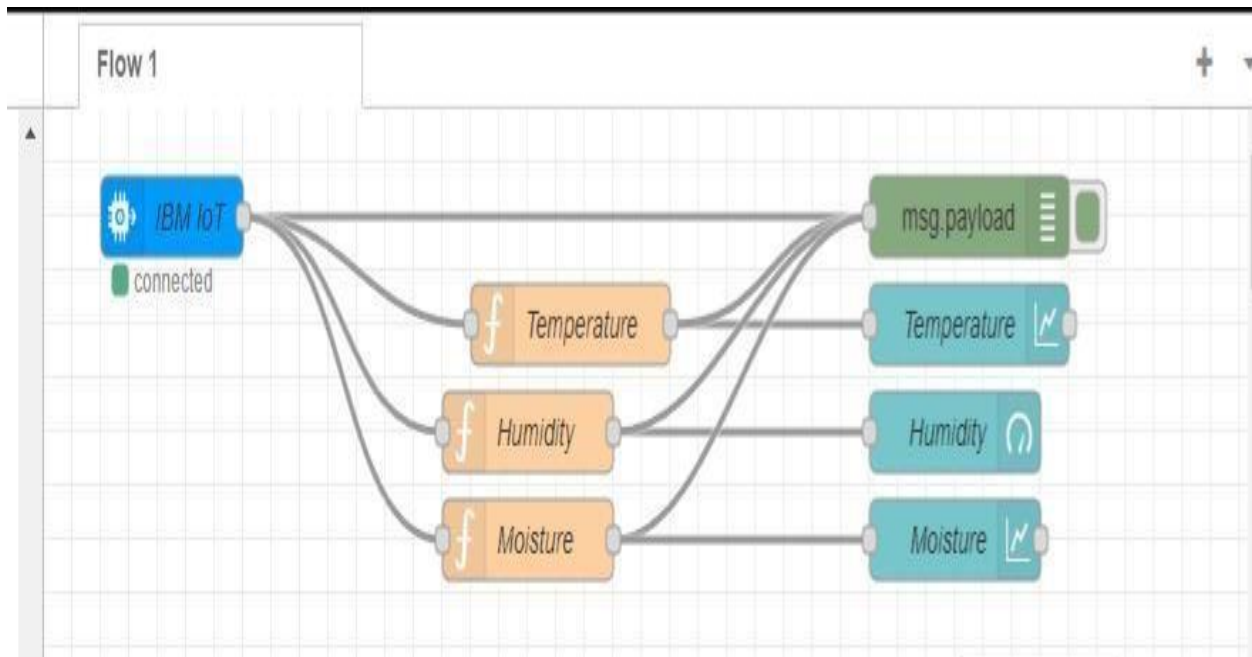 Flow 1
IBM IoT
msg.payload
connected
Temperature
Temperature
Humidity
Humidity
Moisture
Moisture